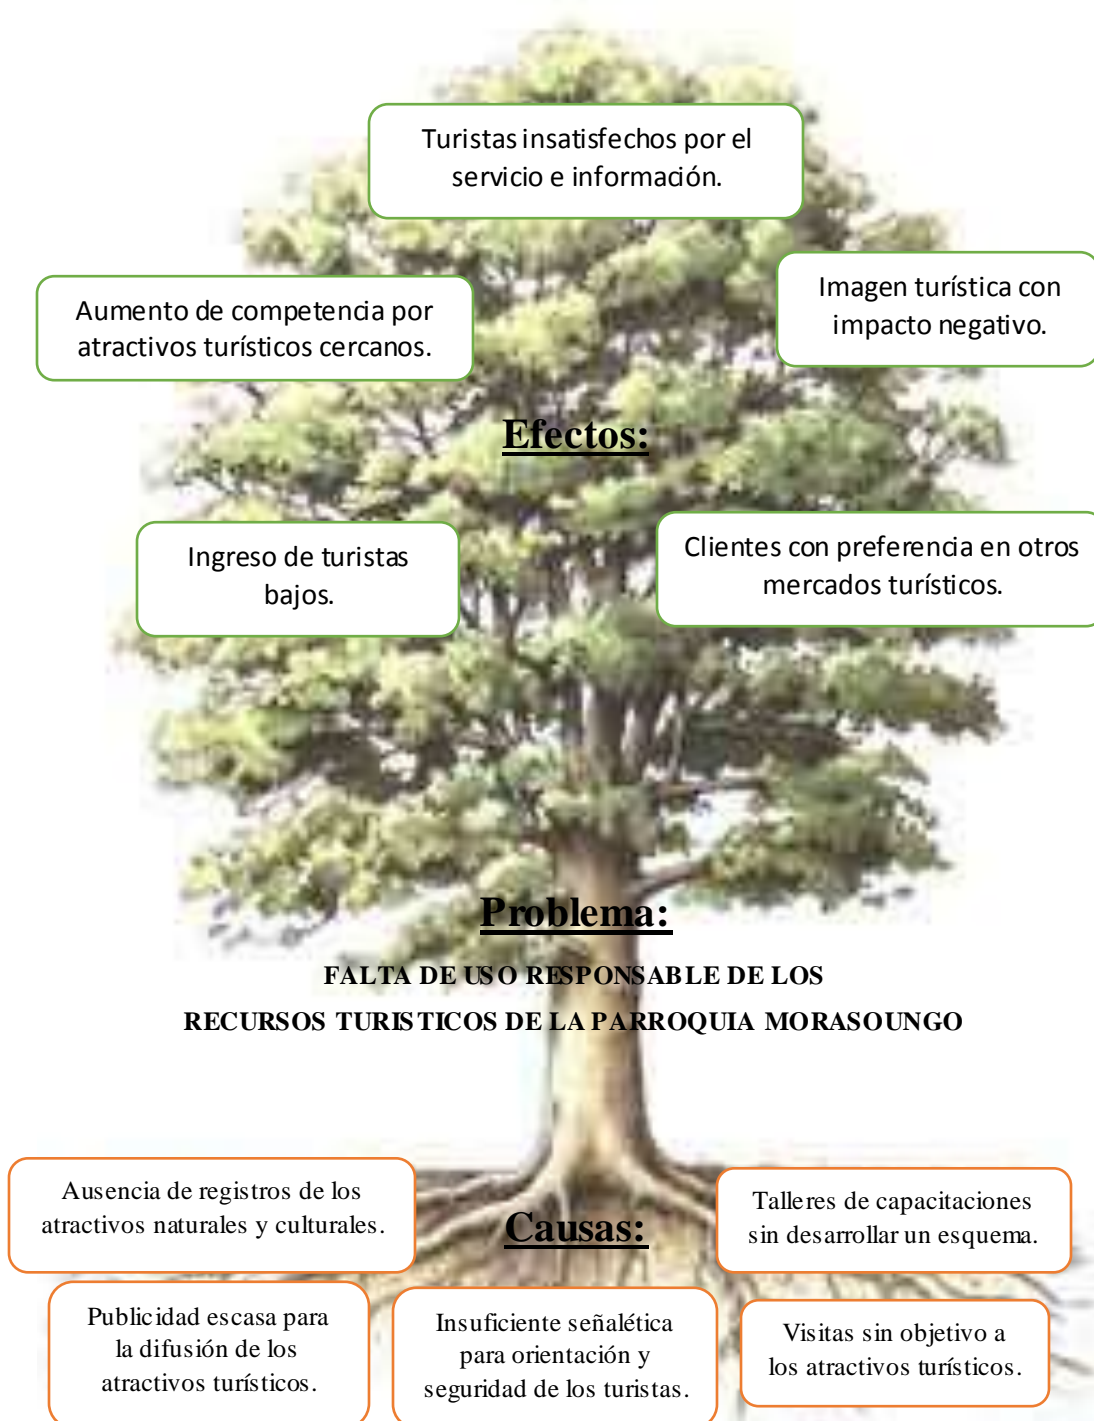 Turistas insatisfechos por el
servicio e información.
Aumento de competencia por
atractivos turísticos cercanos.
Imagen turística con
impacto negativo.
Efectos:
Ingreso de turistas
bajos.
Clientes con preferencia en otros
mercados turísticos.
Problema:
FALTA DE USO RESPONSABLE DE LOS
RECURSOS TURISTICOS DE LA PARROQUIA MORASOUNGO
Ausencia de registros de los
atractivos naturales y culturales.
Causas:
Talleres de capacitaciones
sin desarrollar un esquema.
Publicidad escasa para
la difusión de los
atractivos turísticos.
Insuficiente señalética
para orientación y
seguridad de los turistas.
Visitas sin objetivo a
los atractivos turísticos.